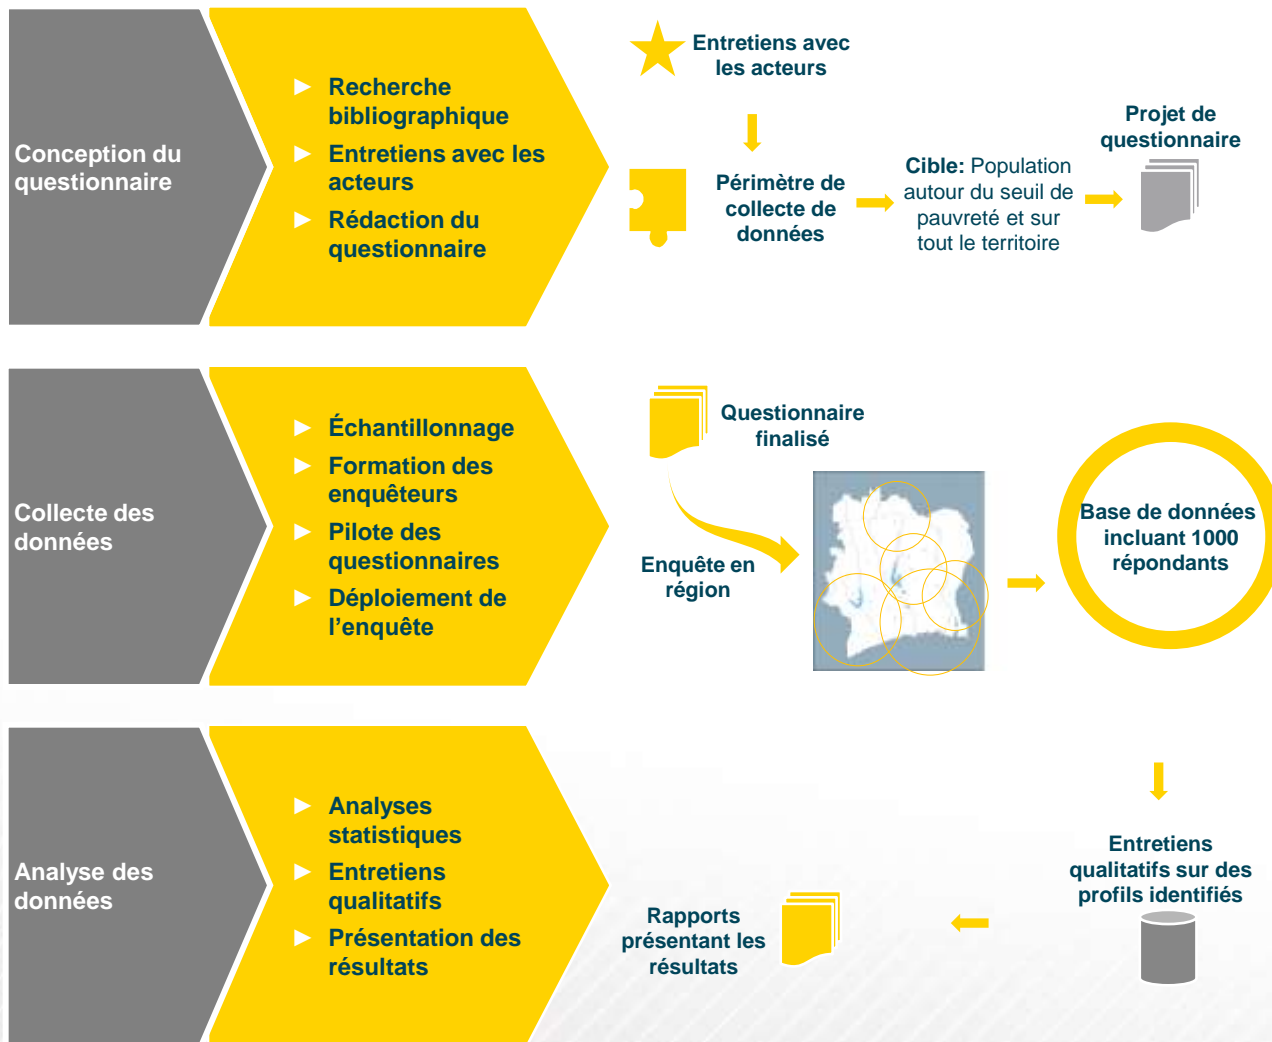 Conception du
questionnaire
Recherche
bibliographique
Entretiens avec les
acteurs
Rédaction du
questionnaire
Entretiens avec
les acteurs
Périmètre de
collecte de
données
Cible: Population
autour du seuil de
pauvreté et sur
tout le territoire
Projet de
questionnaire
Collecte des
données
Échantillonnage
Formation des
enquêteurs
Pilote des
questionnaires
Déploiement de
l’enquête
Questionnaire
finalisé
Enquête en
région
Base de données
incluant 1000
répondants
Analyse des
données
Analyses
statistiques
Entretiens
qualitatifs
Présentation des
résultats
Rapports
présentant les
résultats
Entretiens
qualitatifs sur des
profils identifiés